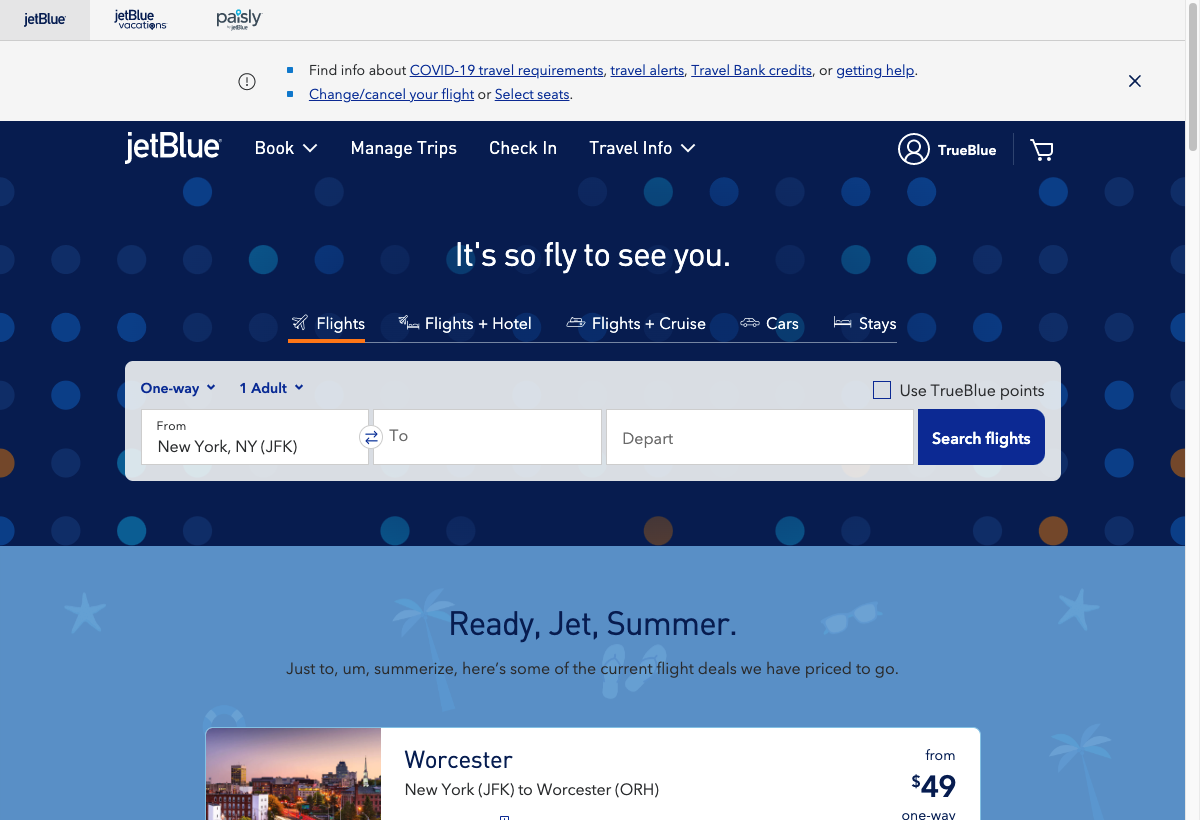 jetBlue
jetBlue vacations
paisly by jetBlue
Find info about COVID-19 travel requirements, travel alerts, Travel Bank credits, or getting help.
Change/cancel your flight or Select seats.
jetBlue Book Manage Trips Check In Travel Info TrueBlue
It's so fly to see you.
Flights Flights + Hotel Flights + Cruise Cars Stays
One-way 1 Adult Use TrueBlue points
From
New York, NY (JFK) To Depart Search flights
Ready, Jet, Summer.
Just to, um, summerize, here's some of the current flight deals we have priced to go.
Worcester from
New York (JFK) to Worcester (ORH) $49
one-way